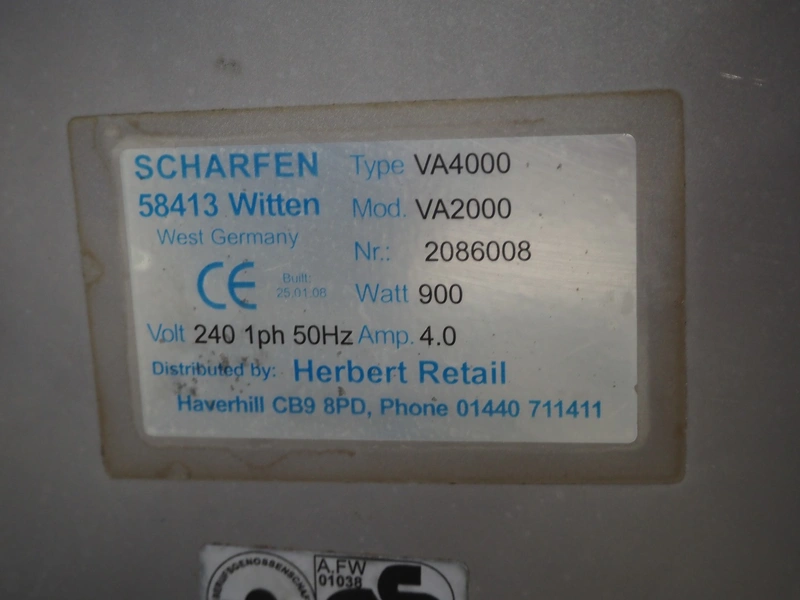 SCHARFEN Type VA4000
58413 Witten Mod. VA2000
West Germany Nr.: 2086008
CE Built:
25.01.08 Watt 900
Volt 240 1ph 50Hz Amp. 4.0
Distributed by: Herbert Retail
Haverhill CB9 8PD, Phone 01440 711411
A.FW
01038